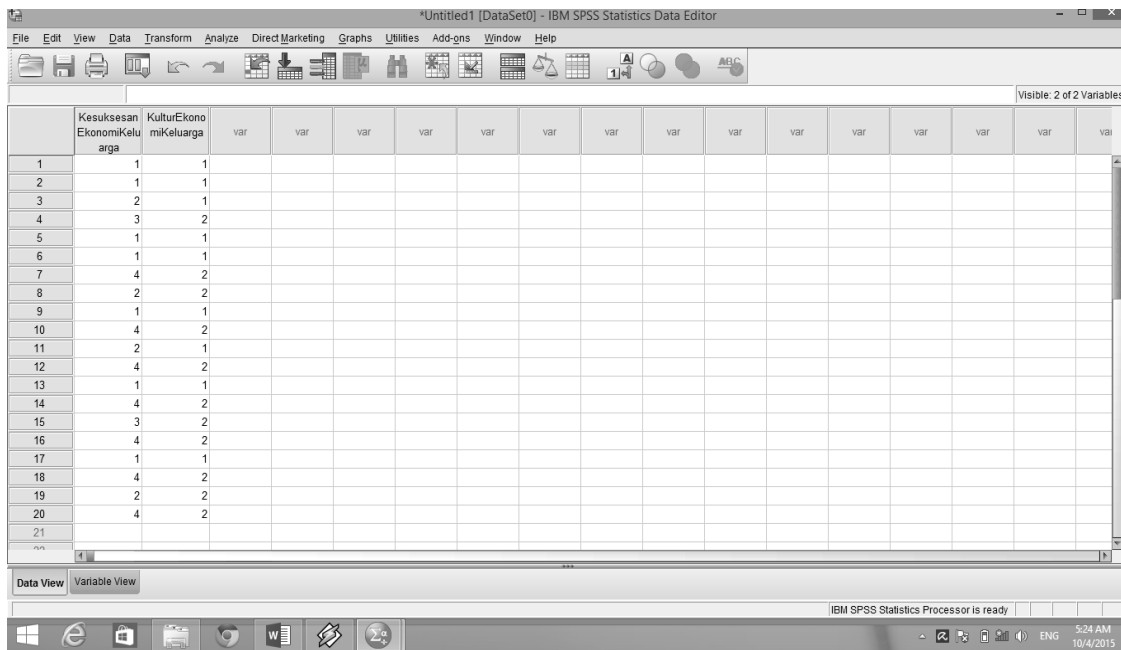 *Untitled1 [DataSet0] - IBM SPSS Statistics Data Editor
File Edit View Data Transform Analyze Direct Marketing Graphs Utilities Add-ons Window Help
Visible: 2 of 2 Variables
KesuksesanEkonomiKeluarga KulturEkonomiKeluarga var var var var var var var var var var var var var var
1 1 1
2 1 1
3 2 1
4 3 2
5 1 1
6 1 1
7 4 2
8 2 2
9 1 1
10 4 2
11 2 1
12 4 2
13 1 1
14 4 2
15 3 2
16 4 2
17 1 1
18 4 2
19 2 2
20 4 2
21
Data View Variable View
IBM SPSS Statistics Processor is ready
ENG 5:24 AM
10/4/2015